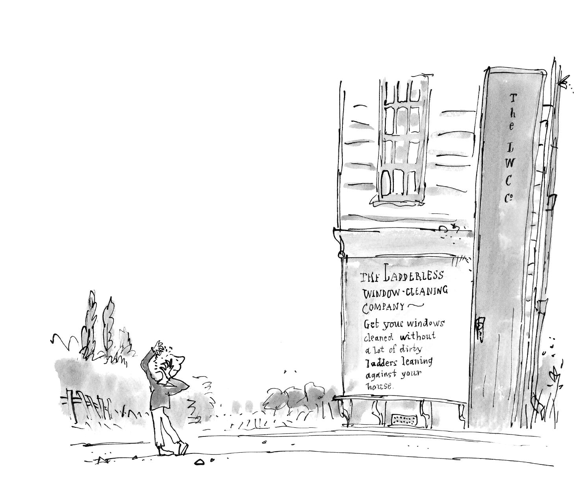 The
LWC
Co
THE LADDERLESS
WINDOW-CLEANING
COMPANY~
Get your windows
cleaned without
a lot of dirty
ladders leaning
against your
house.